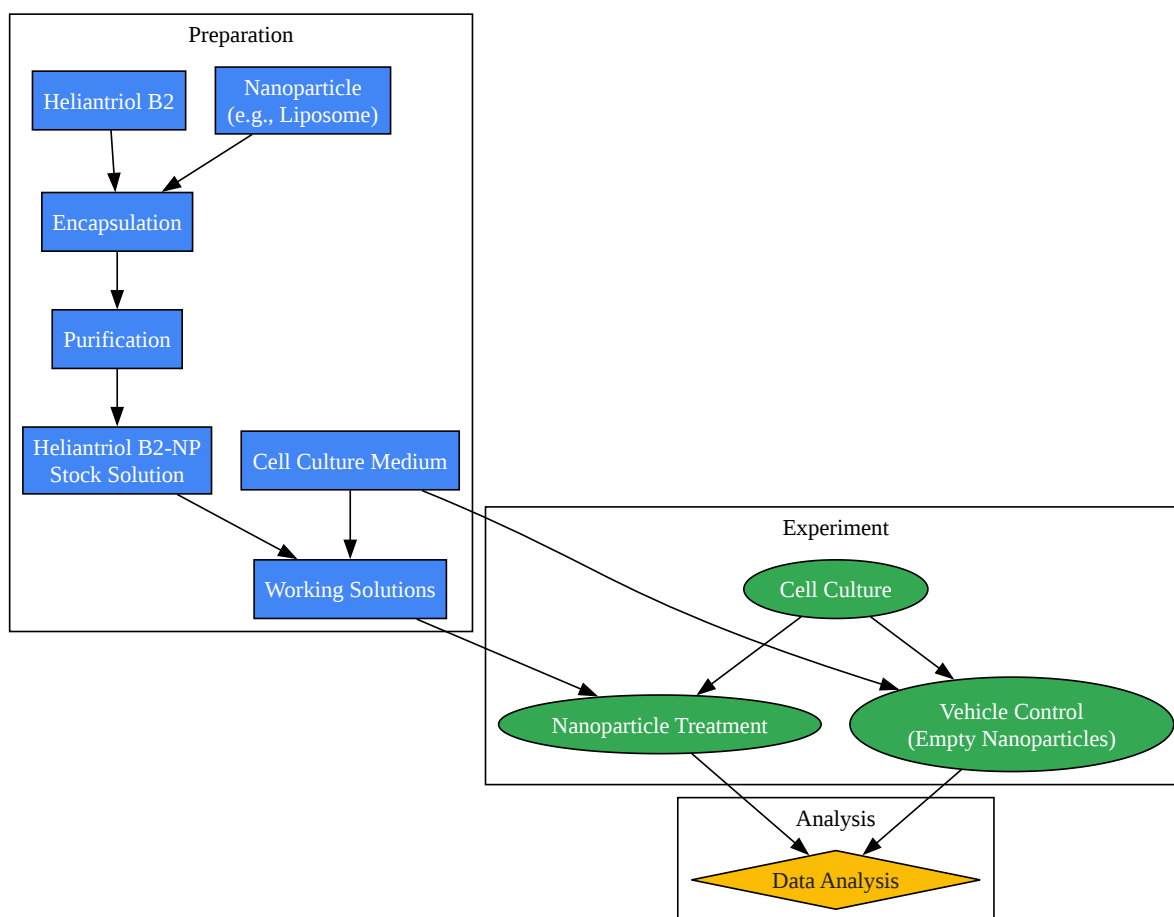 Preparation
Heliantriol B2
Nanoparticle
(e.g., Liposome)
Encapsulation
Purification
Heliantriol B2-NP
Stock Solution
Cell Culture Medium
Working Solutions
Experiment
Cell Culture
Nanoparticle Treatment
Vehicle Control
(Empty Nanoparticles)
Analysis
Data Analysis